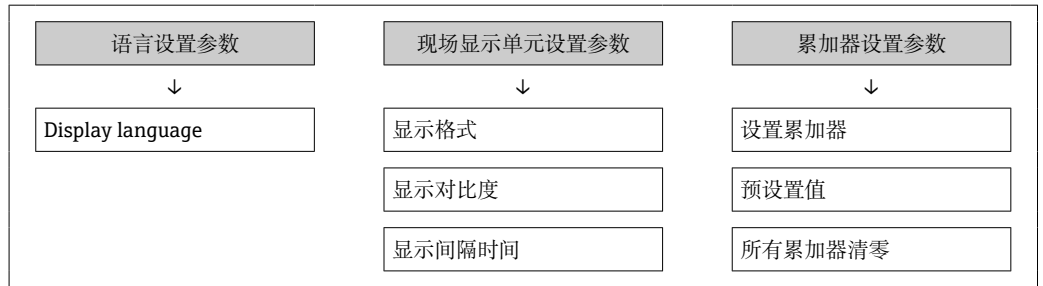 语言设置参数
现场显示单元设置参数
累加器设置参数
↓
↓
↓
Display language
显示格式
设置累加器
显示对比度
预设置值
显示间隔时间
所有累加器清零